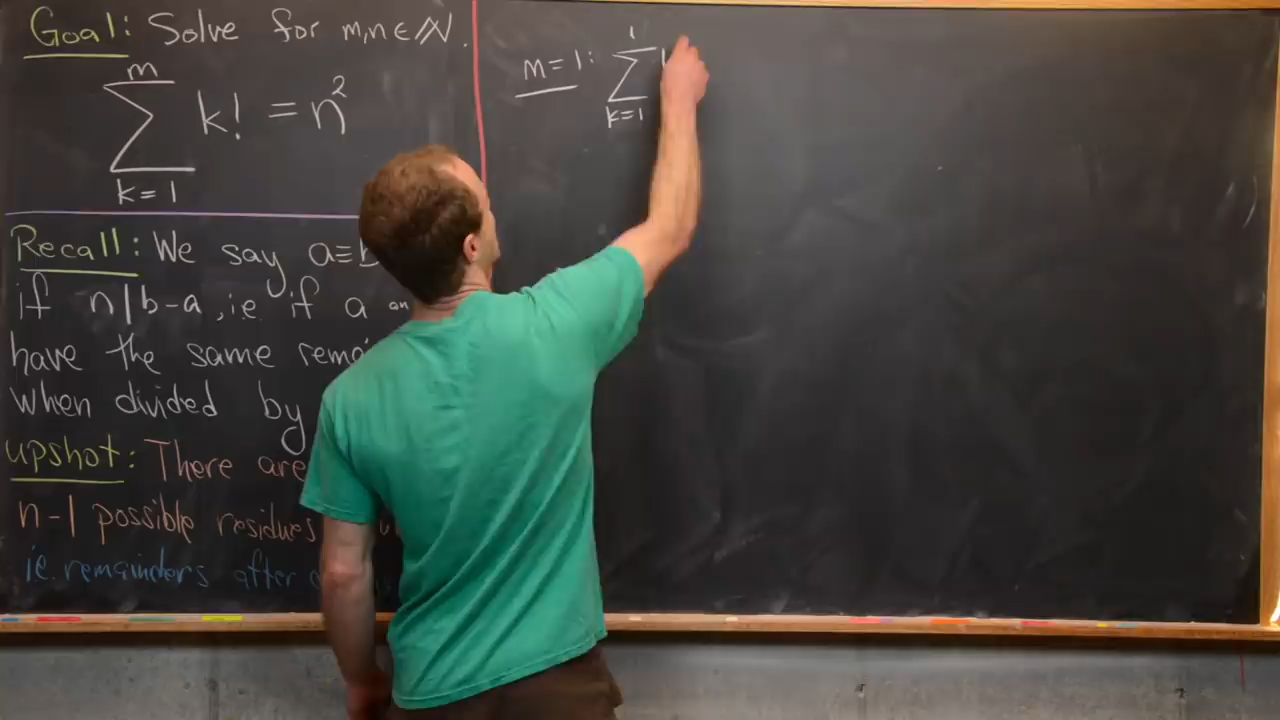 Goal: Solve for m,n ∈ ℕ.
m
∑ k! = n²
k=1
Recall: We say a≡b
if n|b-a, i.e. if a an
have the same rema
when divided by
upshot: There are
n-1 possible residues
ie. remainders after
m=1: 1
∑
k=1